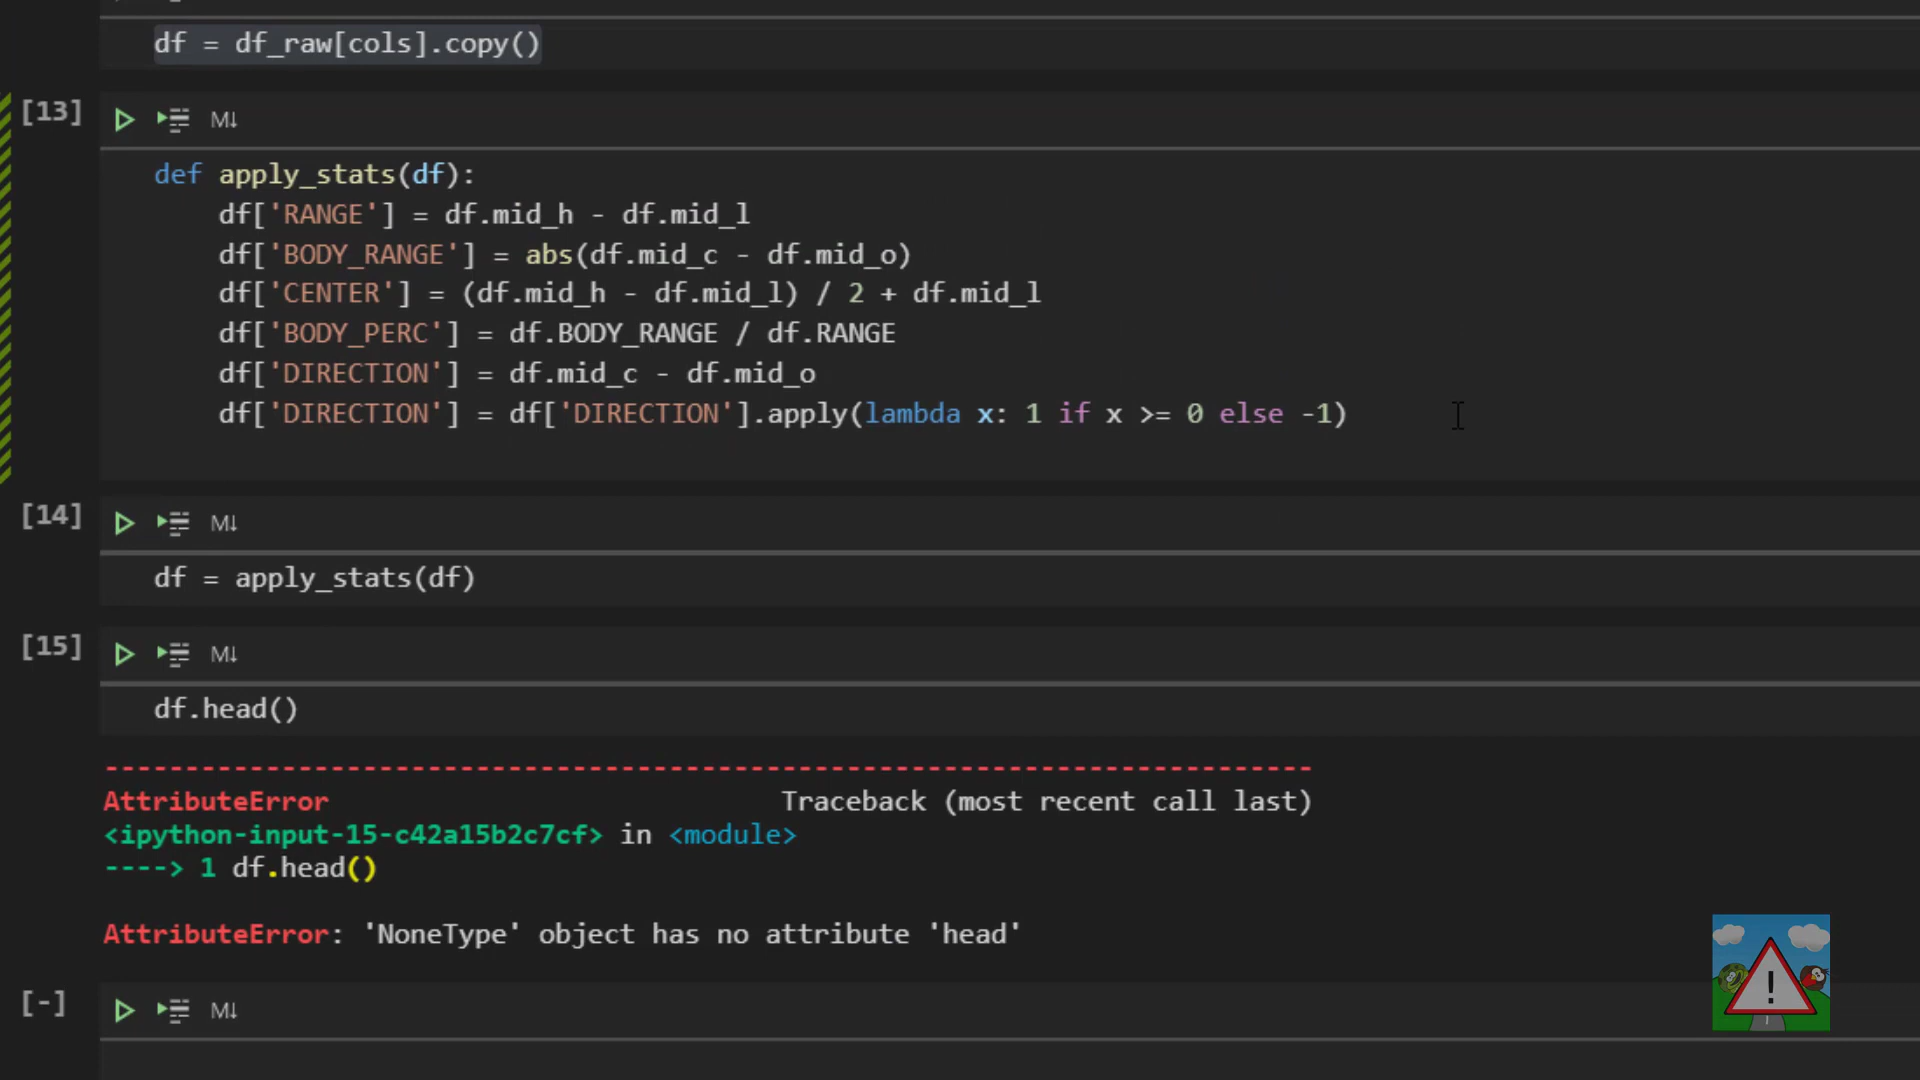 df = df_raw[cols].copy()
[13]
M↓
def apply_stats(df):
    df['RANGE'] = df.mid_h - df.mid_l
    df['BODY_RANGE'] = abs(df.mid_c - df.mid_o)
    df['CENTER'] = (df.mid_h - df.mid_l) / 2 + df.mid_l
    df['BODY_PERC'] = df.BODY_RANGE / df.RANGE
    df['DIRECTION'] = df.mid_c - df.mid_o
    df['DIRECTION'] = df['DIRECTION'].apply(lambda x: 1 if x >= 0 else -1)
[14]
M↓
df = apply_stats(df)
[15]
M↓
df.head()
---------------------------------------------------------------------------
AttributeError                            Traceback (most recent call last)
<ipython-input-15-c42a15b2c7cf> in <module>
----> 1 df.head()
AttributeError: 'NoneType' object has no attribute 'head'
[-]
M↓
!